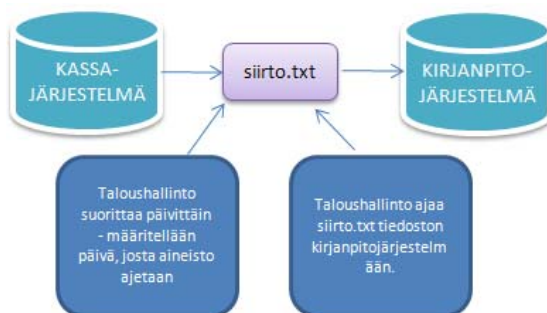 KASSA-
JÄRJESTELMÄ
siirto.txt
KIRJANPITO-
JÄRJESTELMÄ
Taloushallinto
suorittaa päivittäin
- määritellään
päivä, josta aineisto
ajetaan
Taloushallinto ajaa
siirto.txt tiedoston
kirjanpitojärjestelm
ään.